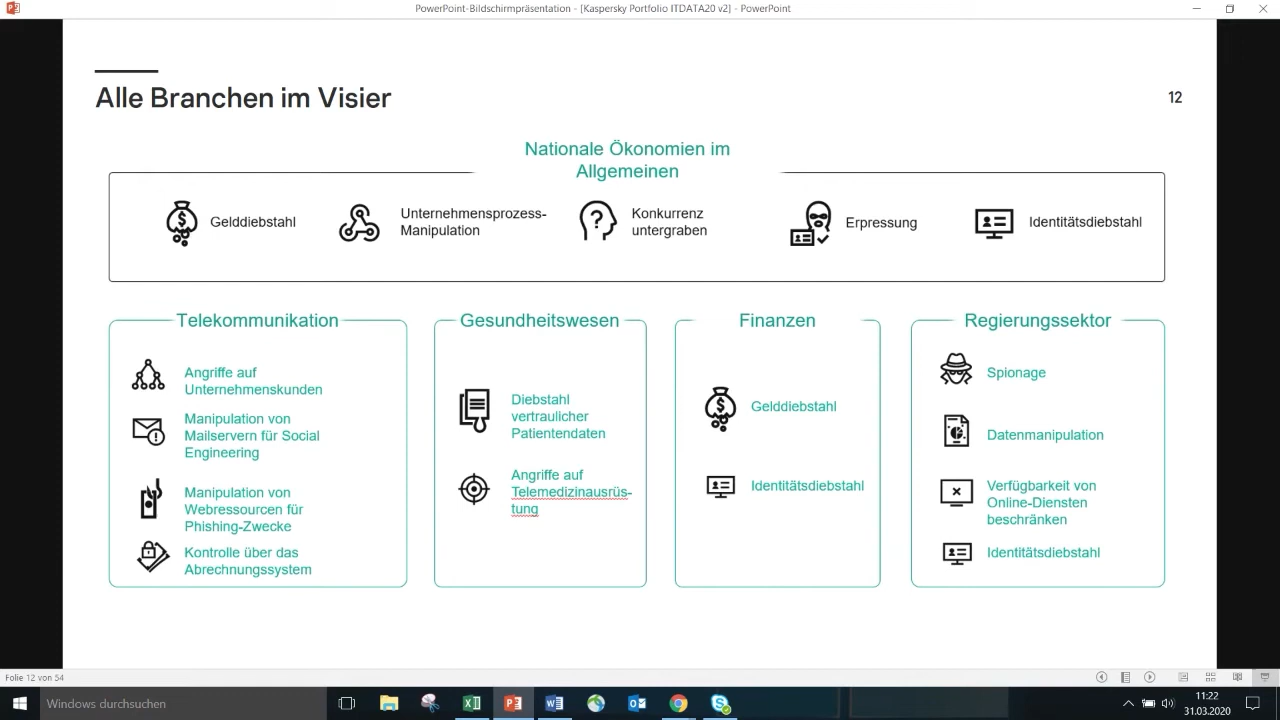 PowerPoint-Bildschirmpräsentation - [Kaspersky Portfolio ITDATA20 v2] - PowerPoint
Alle Branchen im Visier
12
Nationale Ökonomien im
Allgemeinen
Gelddiebstahl
Unternehmensprozess-
Manipulation
Konkurrenz
untergraben
Erpressung
Identitätsdiebstahl
Telekommunikation
Angriffe auf
Unternehmenskunden
Manipulation von
Mailservern für Social
Engineering
Manipulation von
Webressourcen für
Phishing-Zwecke
Kontrolle über das
Abrechnungssystem
Gesundheitswesen
Diebstahl
vertraulicher
Patientendaten
Angriffe auf
Telemedizinausrüs-
tung
Finanzen
Gelddiebstahl
Identitätsdiebstahl
Regierungssektor
Spionage
Datenmanipulation
Verfügbarkeit von
Online-Diensten
beschränken
Identitätsdiebstahl
Folie 12 von 54
Windows durchsuchen
11:22
31.03.2020